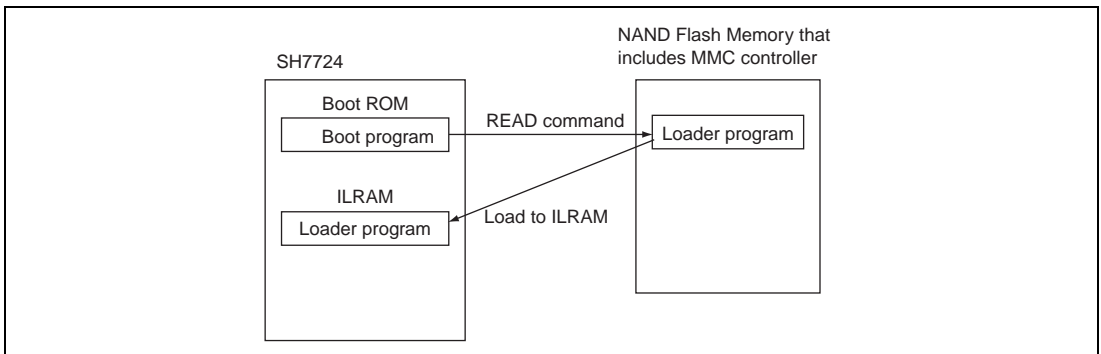 NAND Flash Memory that
includes MMC controller
SH7724
Boot ROM
Boot program
READ command
Loader program
ILRAM
Loader program
Load to ILRAM